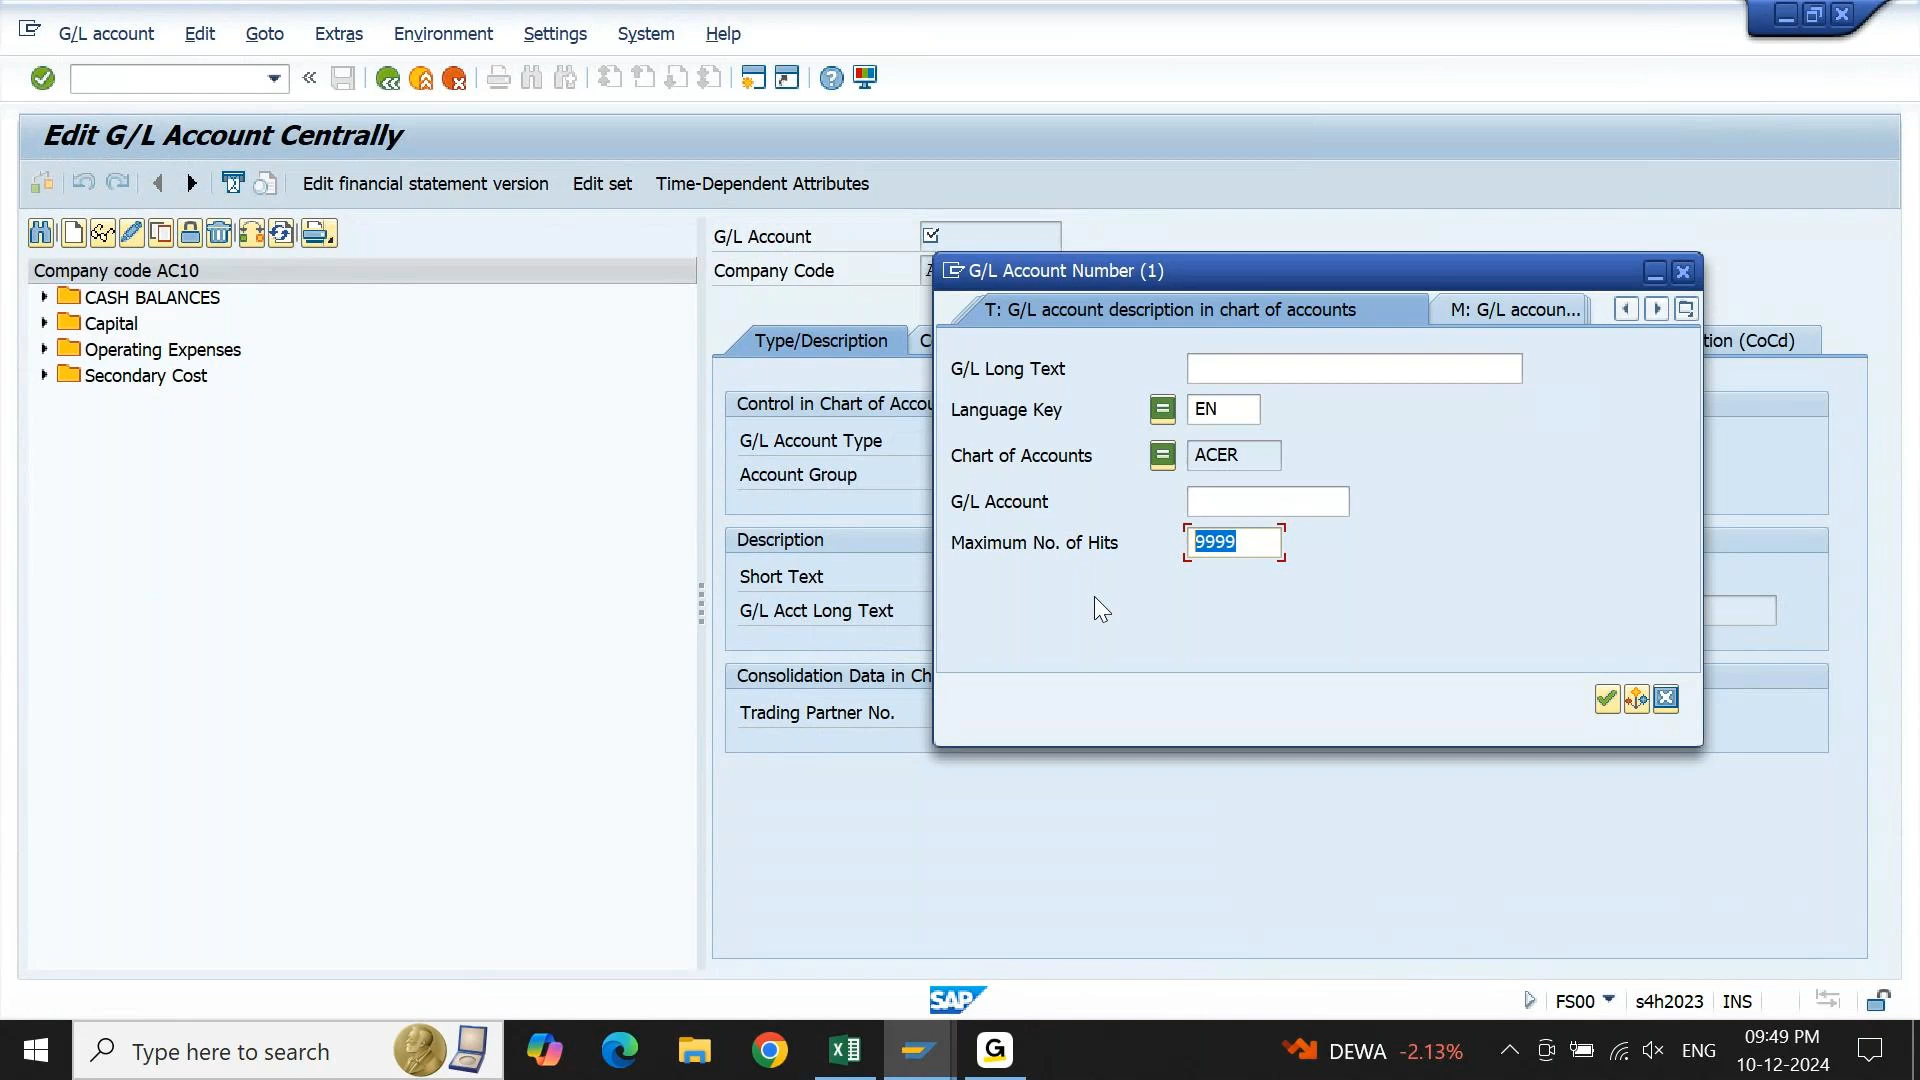 G/L account Edit Goto Extras Environment Settings System Help
Edit G/L Account Centrally
Edit financial statement version Edit set Time-Dependent Attributes
Company code AC10
CASH BALANCES
Capital
Operating Expenses
Secondary Cost
G/L Account
Company Code
Type/Description
tion (CoCd)
Control in Chart of Accou
G/L Account Type
Account Group
Description
Short Text
G/L Acct Long Text
Consolidation Data in Ch
Trading Partner No.
G/L Account Number (1)
T: G/L account description in chart of accounts
M: G/L accoun...
G/L Long Text
Language Key EN
Chart of Accounts ACER
G/L Account
Maximum No. of Hits 9999
SAP
FS00 s4h2023 INS
Type here to search
DEWA -2.13%
ENG
09:49 PM
10-12-2024